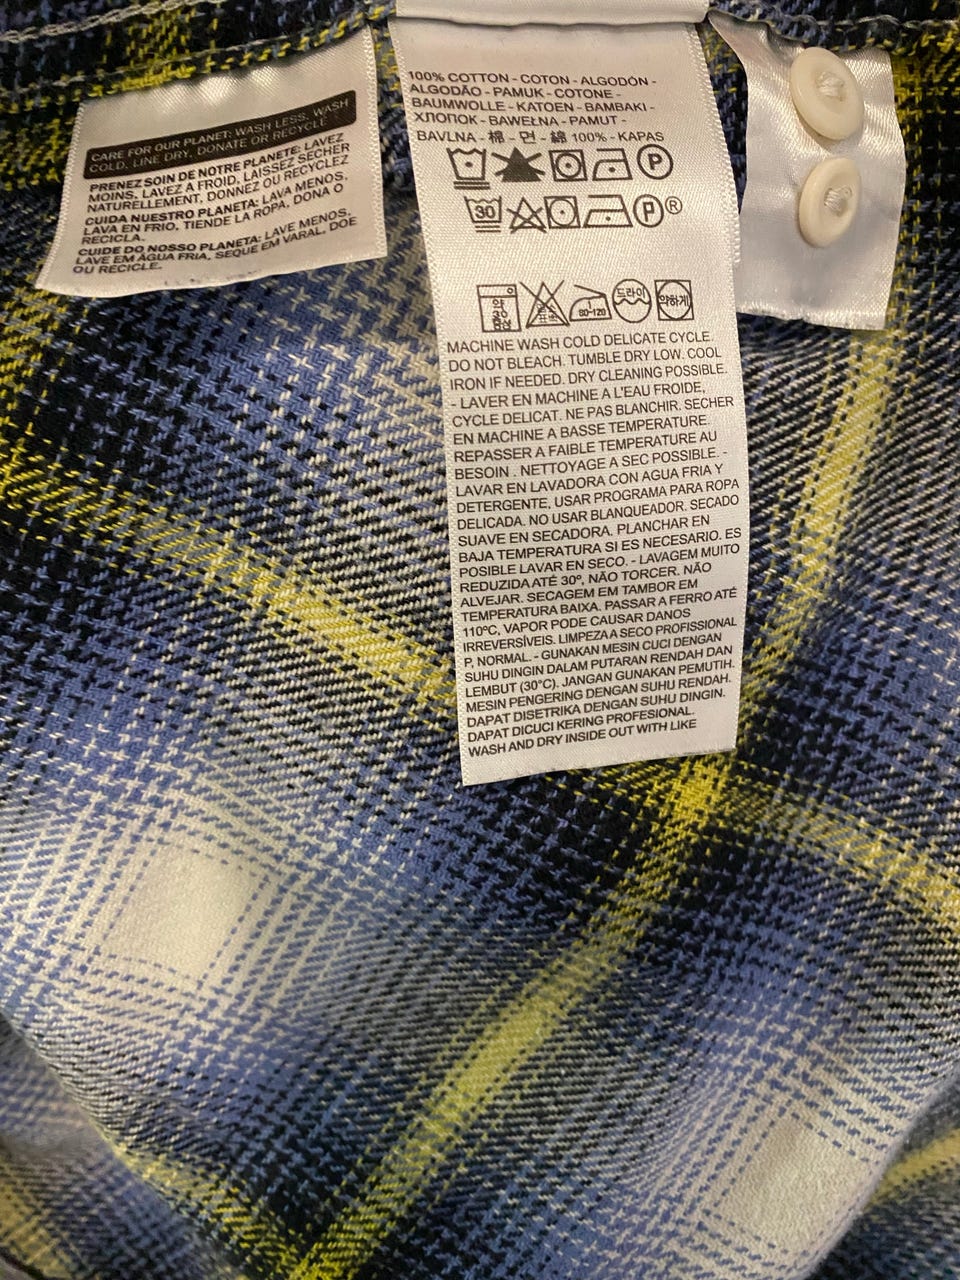 CARE FOR OUR PLANET: WASH LESS, WASH
COLD, LINE DRY, DONATE OR RECYCLE
PRENEZ SOIN DE NOTRE PLANETE: LAVEZ
MOINS, LAVEZ A FROID, LAISSEZ SECHER
NATURELLEMENT, DONNEZ OU RECYCLEZ
CUIDA NUESTRO PLANETA: LAVA MENOS,
LAVA EN FRIO, TIENDE LA ROPA, DONA O
RECICLA.
CUIDE DO NOSSO PLANETA: LAVE MENOS,
LAVE EM ÁGUA FRIA, SEQUE EM VARAL, DOE
OU RECICLE.
100% COTTON - COTON - ALGODÓN -
ALGODÃO - PAMUK - COTONE -
BAUMWOLLE - KATOEN - BAMBAKI -
ХЛОПОК - BAWEŁNA - PAMUT -
BAVLNA - 棉 - 면 - 綿 100% - KAPAS
P
30 P ®
약 30 중성 80-120 드라이 약하게
MACHINE WASH COLD DELICATE CYCLE.
DO NOT BLEACH. TUMBLE DRY LOW. COOL
IRON IF NEEDED. DRY CLEANING POSSIBLE.
- LAVER EN MACHINE A L'EAU FROIDE,
CYCLE DELICAT. NE PAS BLANCHIR. SECHER
EN MACHINE A BASSE TEMPERATURE.
REPASSER A FAIBLE TEMPERATURE AU
BESOIN . NETTOYAGE A SEC POSSIBLE. -
LAVAR EN LAVADORA CON AGUA FRIA Y
DETERGENTE, USAR PROGRAMA PARA ROPA
DELICADA. NO USAR BLANQUEADOR. SECADO
SUAVE EN SECADORA. PLANCHAR EN
BAJA TEMPERATURA SI ES NECESARIO. ES
POSIBLE LAVAR EN SECO. - LAVAGEM MUITO
REDUZIDA ATÉ 30º, NÃO TORCER. NÃO
ALVEJAR. SECAGEM EM TAMBOR EM
TEMPERATURA BAIXA. PASSAR A FERRO ATÉ
110ºC, VAPOR PODE CAUSAR DANOS
IRREVERSÍVEIS. LIMPEZA A SECO PROFISSIONAL
P, NORMAL. - GUNAKAN MESIN CUCI DENGAN
SUHU DINGIN DALAM PUTARAN RENDAH DAN
LEMBUT (30°C). JANGAN GUNAKAN PEMUTIH.
MESIN PENGERING DENGAN SUHU RENDAH.
DAPAT DISETRIKA DENGAN SUHU DINGIN.
DAPAT DICUCI KERING PROFESIONAL.
WASH AND DRY INSIDE OUT WITH LIKE